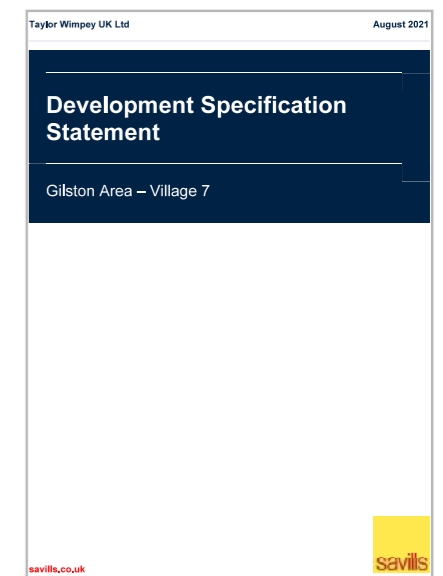 Taylor Wimpey UK Ltd August 2021
Development Specification
Statement
Gilston Area – Village 7
savills.co.uk
savills